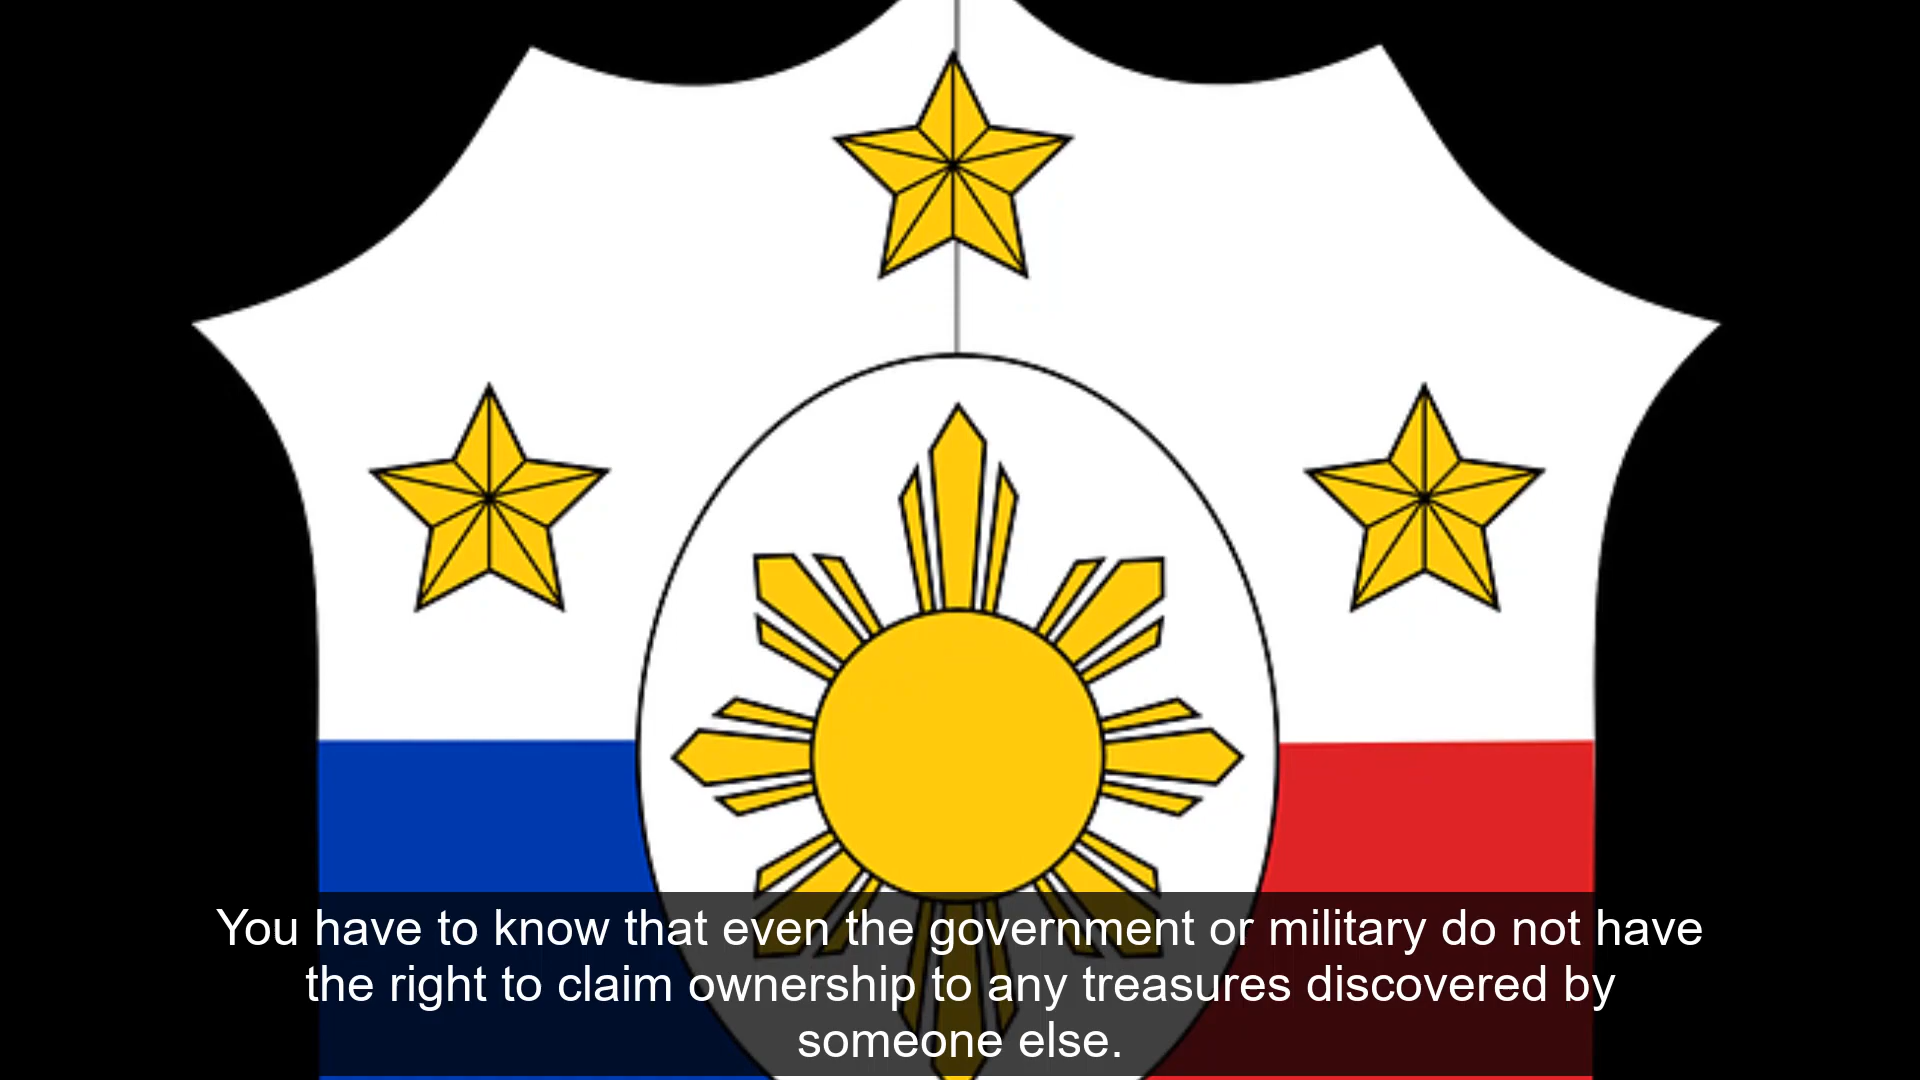 You have to know that even the government or military do not have
the right to claim ownership to any treasures discovered by
someone else.